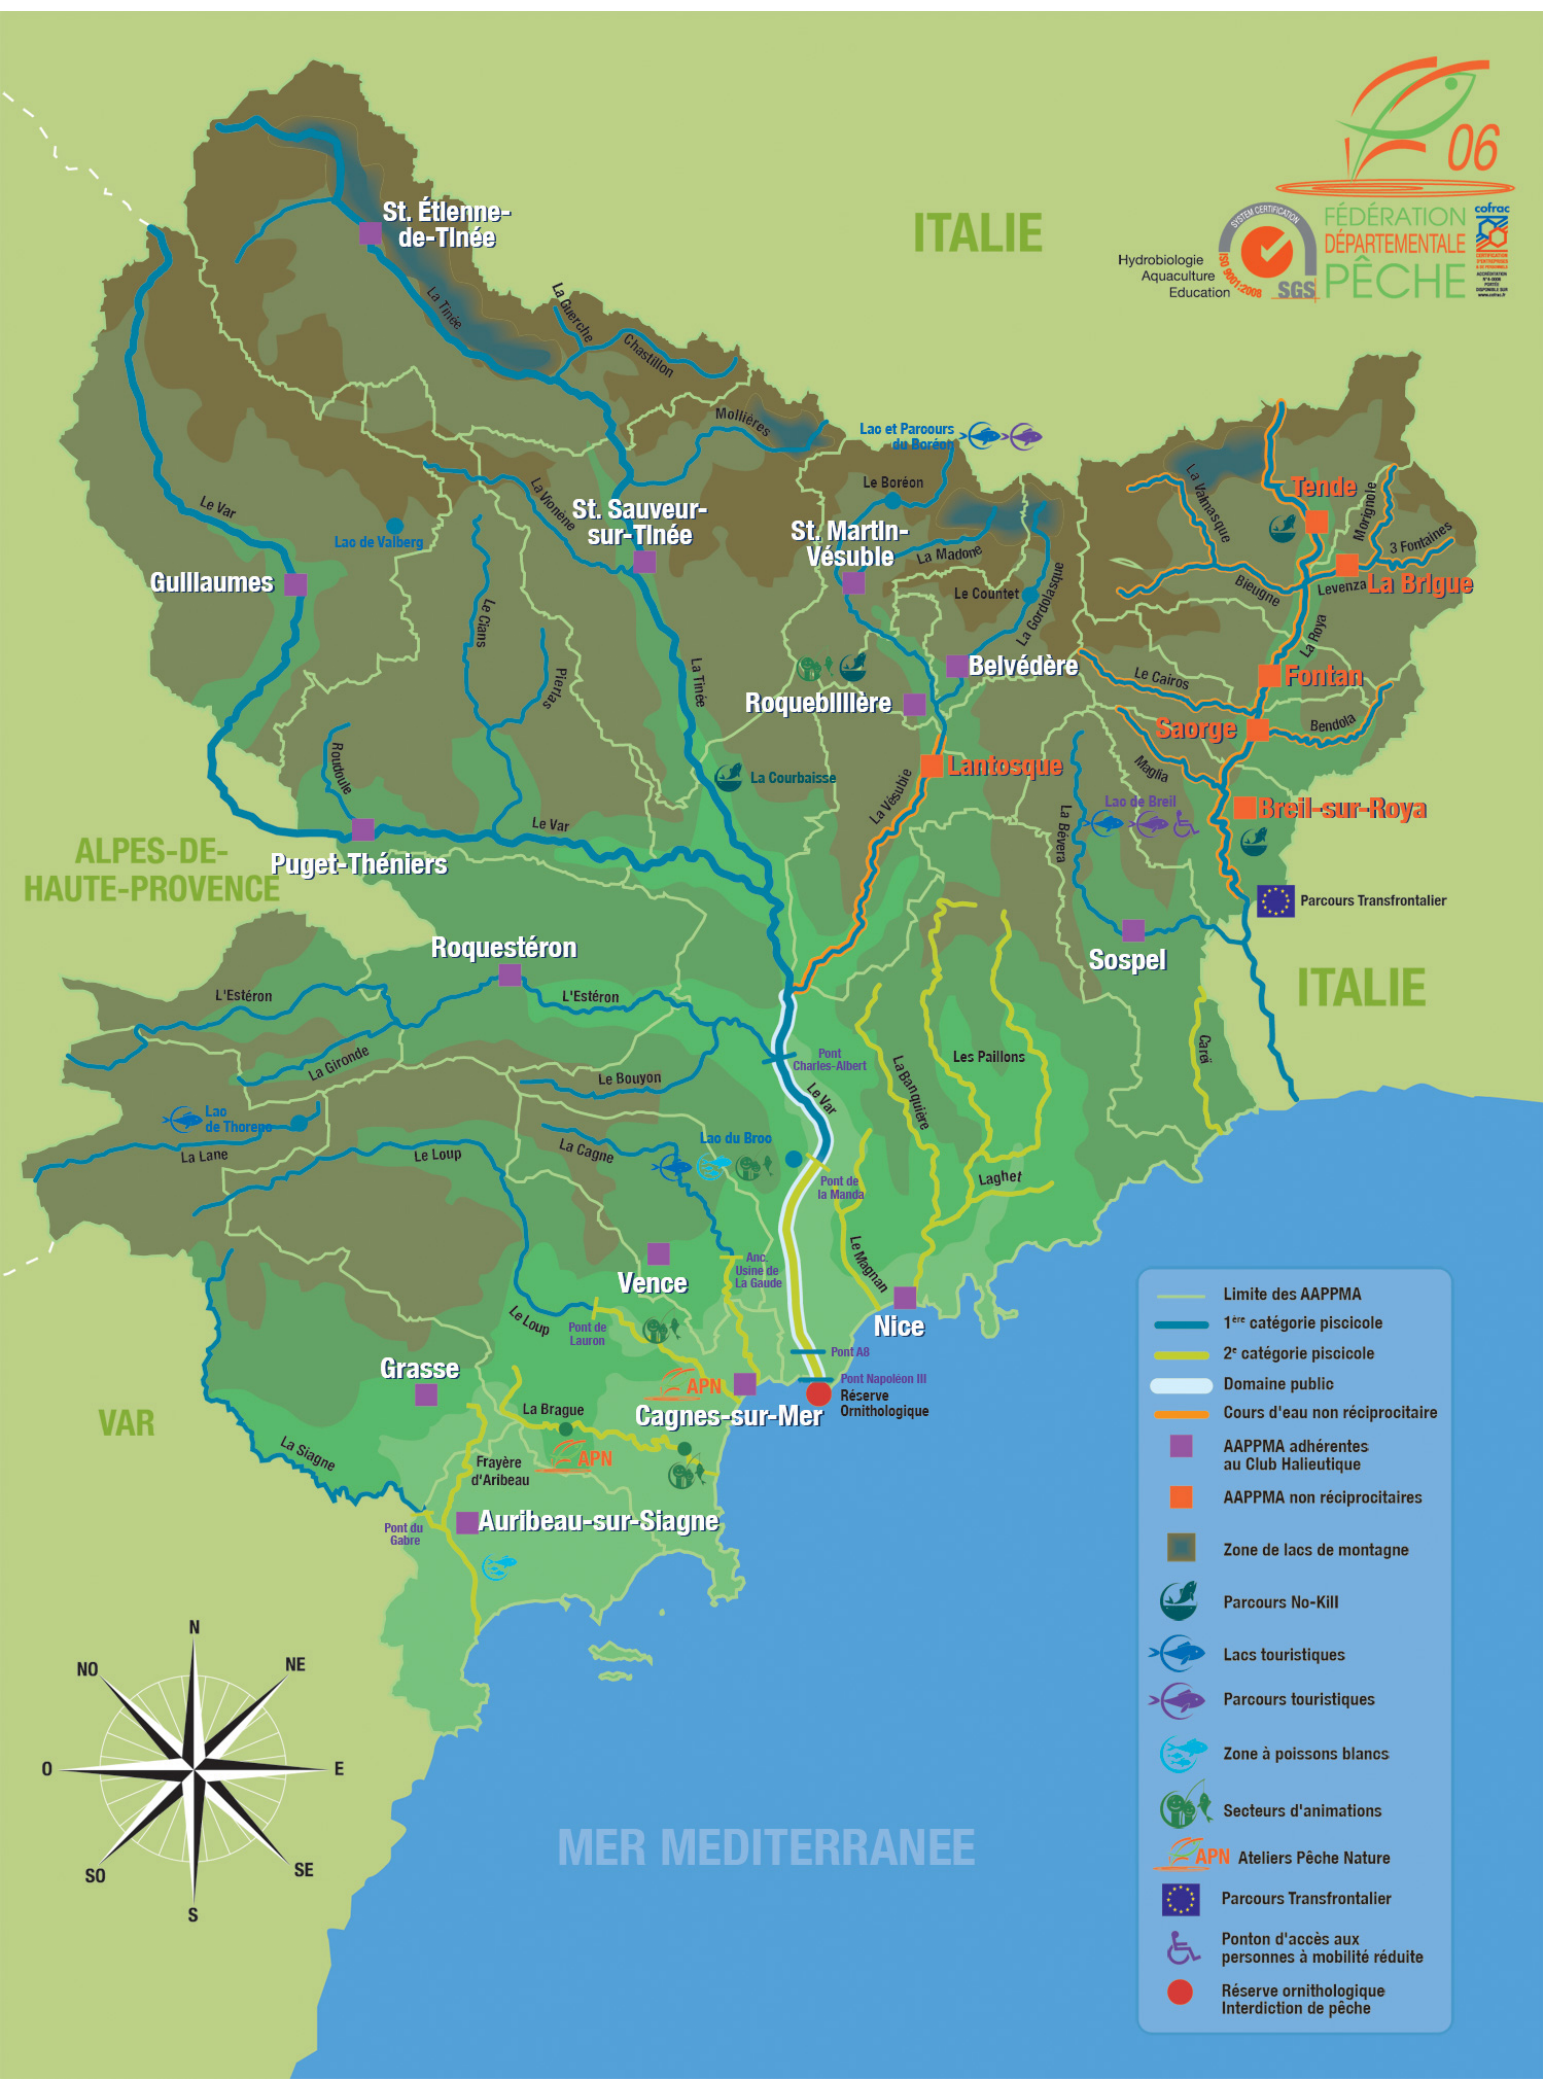 06
FÉDÉRATION
DÉPARTEMENTALE
PÊCHE
Hydrobiologie
Aquaculture
Education
SYSTEM CERTIFICATION
ISO 9001:2008
SGS
cofrac
ITALIE
St. Étienne-
de-Tinée
La Tinée
La Guerche
Chastillon
Mollières
Lac et Parcours
du Boréon
Le Boréon
Le Var
La Vionène
St. Sauveur-
sur-Tinée
St. Martin-
Vésubie
La Madone
Lac de Valberg
Guillaumes
Le Cians
Pierlas
Le Countet
La Gordolasque
Belvédère
Roquebillière
La Tinée
La Valmasque
Tende
Morignole
3 Fontaines
Bieugne
Levenza
La Brigue
La Roya
Fontan
Le Cairos
Saorge
Bendola
Maglia
Roudoule
La Courbaisse
Lantosque
La Vésubie
La Bévera
Lac de Breil
Breil-sur-Roya
Le Var
Puget-Théniers
ALPES-DE-
HAUTE-PROVENCE
Parcours Transfrontalier
Sospel
ITALIE
Roquestéron
L'Estéron
L'Estéron
La Gironde
Le Bouyon
Pont
Charles-Albert
Le Var
La Banquière
Les Paillons
Caraï
Lac
de Thorenc
La Lane
Le Loup
La Cagne
Lac du Broc
Pont de
la Manda
Laghet
Le Magnan
Anc.
Usine de
La Gaude
Vence
Nice
Le Loup
Pont de
Lauron
Pont A8
Pont Napoléon III
Réserve
Ornithologique
Grasse
APN
Cagnes-sur-Mer
VAR
La Brague
APN
La Siagne
Frayère
d'Aribeau
Pont du
Gabre
Auribeau-sur-Siagne
N
NE
E
SE
S
SO
O
NO
MER MEDITERRANEE
Limite des AAPPMA
1ère catégorie piscicole
2e catégorie piscicole
Domaine public
Cours d'eau non réciprocitaire
AAPPMA adhérentes
au Club Halieutique
AAPPMA non réciprocitaires
Zone de lacs de montagne
Parcours No-Kill
Lacs touristiques
Parcours touristiques
Zone à poissons blancs
Secteurs d'animations
APN Ateliers Pêche Nature
Parcours Transfrontalier
Ponton d'accès aux
personnes à mobilité réduite
Réserve ornithologique
Interdiction de pêche